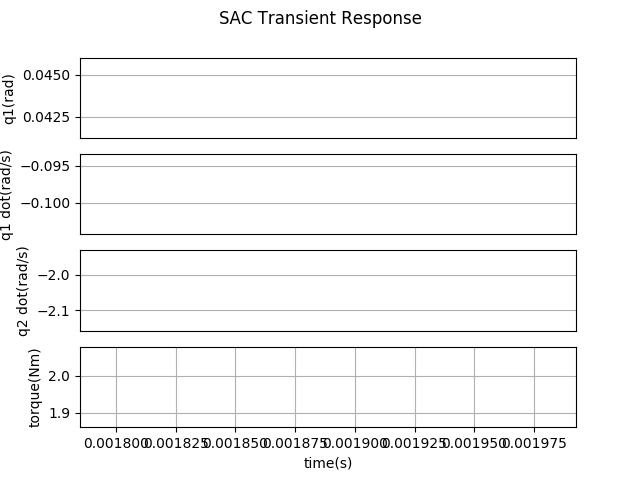 SAC Transient Response
q1(rad)
0.0450
0.0425
q1 dot(rad/s)
−0.095
−0.100
q2 dot(rad/s)
−2.0
−2.1
torque(Nm)
2.0
1.9
0.001800 0.001825 0.001850 0.001875 0.001900 0.001925 0.001950 0.001975
time(s)